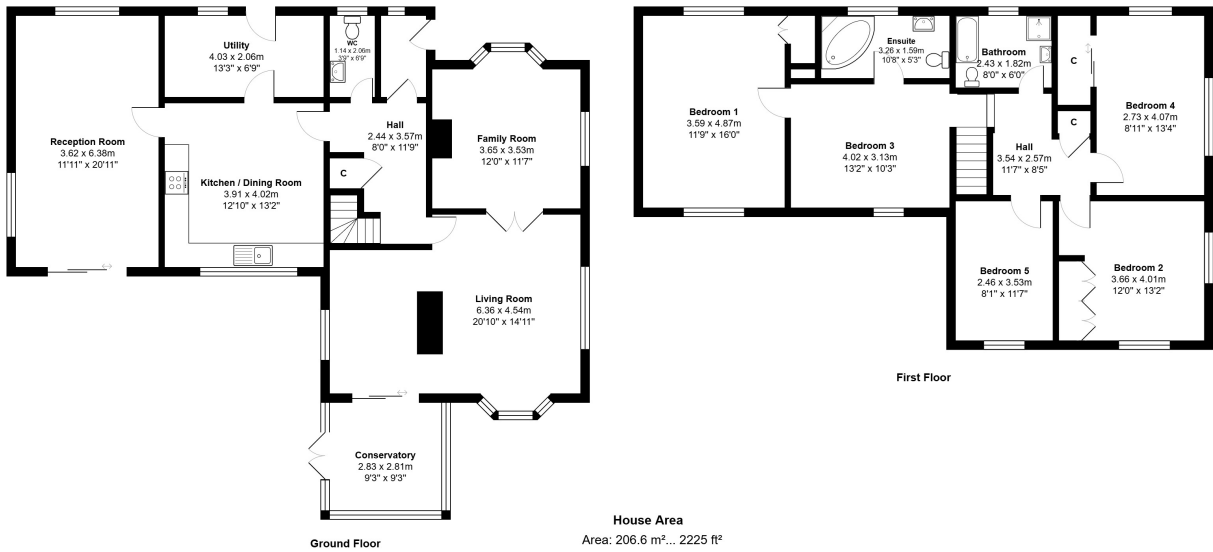 Utility
4.03 x 2.06m
13'3" x 6'9"
WC
1.14 x 2.06m
3'9" x 6'9"
Reception Room
3.62 x 6.38m
11'11" x 20'11"
Hall
2.44 x 3.57m
8'0" x 11'9"
Family Room
3.65 x 3.53m
12'0" x 11'7"
C
Kitchen / Dining Room
3.91 x 4.02m
12'10" x 13'2"
Living Room
6.36 x 4.54m
20'10" x 14'11"
Conservatory
2.83 x 2.81m
9'3" x 9'3"
Ground Floor
Ensuite
3.26 x 1.59m
10'8" x 5'3"
Bathroom
2.43 x 1.82m
8'0" x 6'0"
C
Bedroom 1
3.59 x 4.87m
11'9" x 16'0"
Bedroom 4
2.73 x 4.07m
8'11" x 13'4"
C
Bedroom 3
4.02 x 3.13m
13'2" x 10'3"
Hall
3.54 x 2.57m
11'7" x 8'5"
Bedroom 5
2.46 x 3.53m
8'1" x 11'7"
Bedroom 2
3.66 x 4.01m
12'0" x 13'2"
First Floor
House Area
Area: 206.6 m²... 2225 ft²